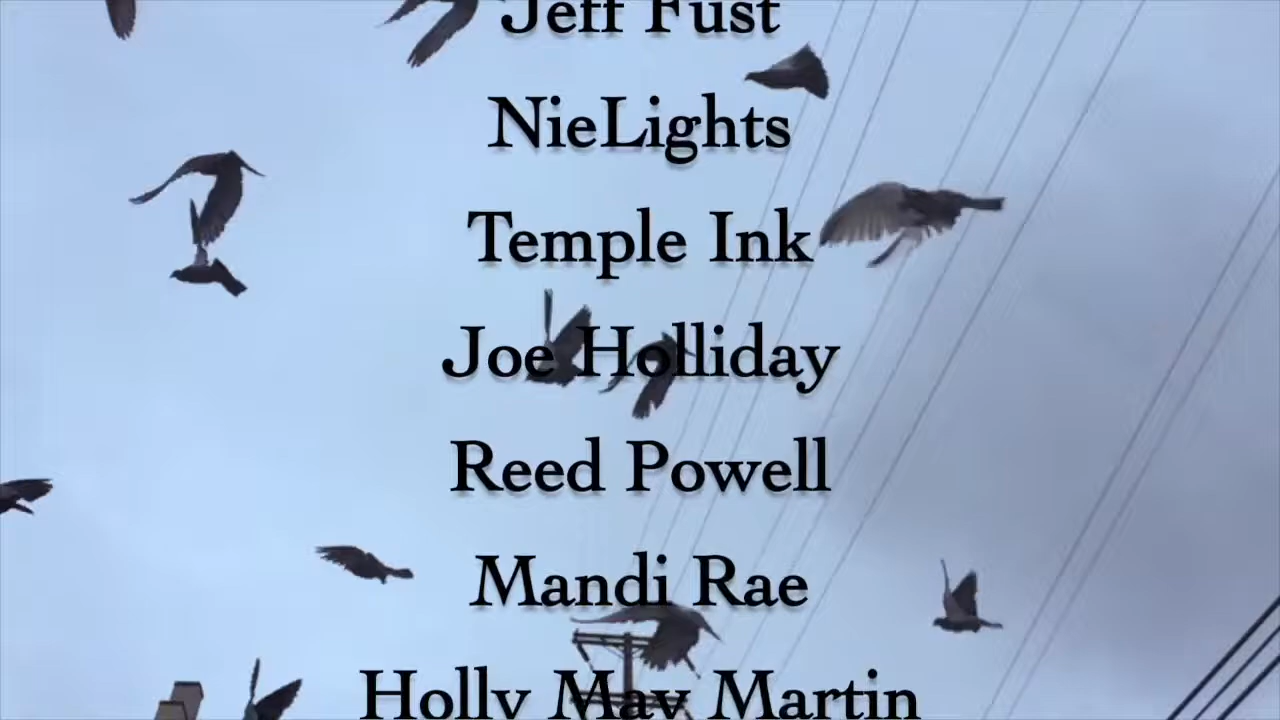 Jeff Fust
NieLights
Temple Ink
Joe Holliday
Reed Powell
Mandi Rae
Holly May Martin